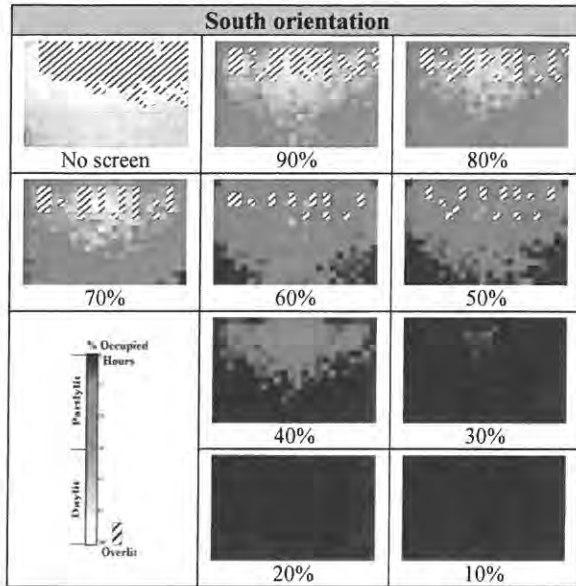 South orientation
No screen
90%
80%
70%
60%
50%
% Occupied
Hours
Partlylit
Daylit
Overlit
40%
30%
20%
10%